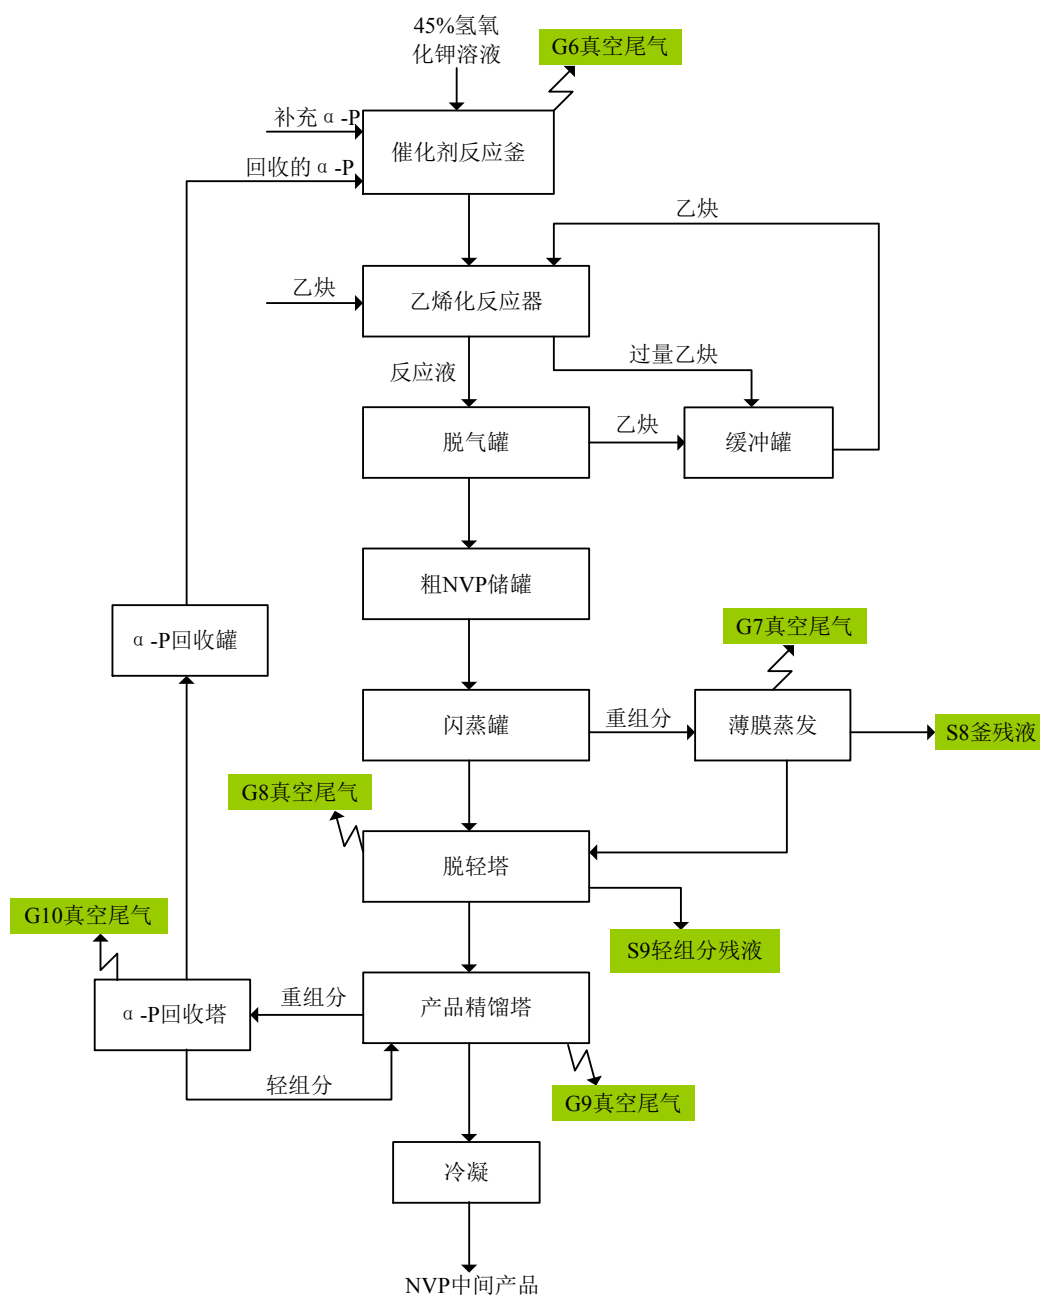 45%氢氧
化钾溶液
G6真空尾气
补充α-P
催化剂反应釜
回收的α-P
乙炔
乙炔
乙烯化反应器
过量乙炔
反应液
脱气罐
乙炔
缓冲罐
粗NVP储罐
α-P回收罐
G7真空尾气
闪蒸罐
重组分
薄膜蒸发
S8釜残液
G8真空尾气
脱轻塔
G10真空尾气
S9轻组分残液
α-P回收塔
重组分
产品精馏塔
轻组分
G9真空尾气
冷凝
NVP中间产品